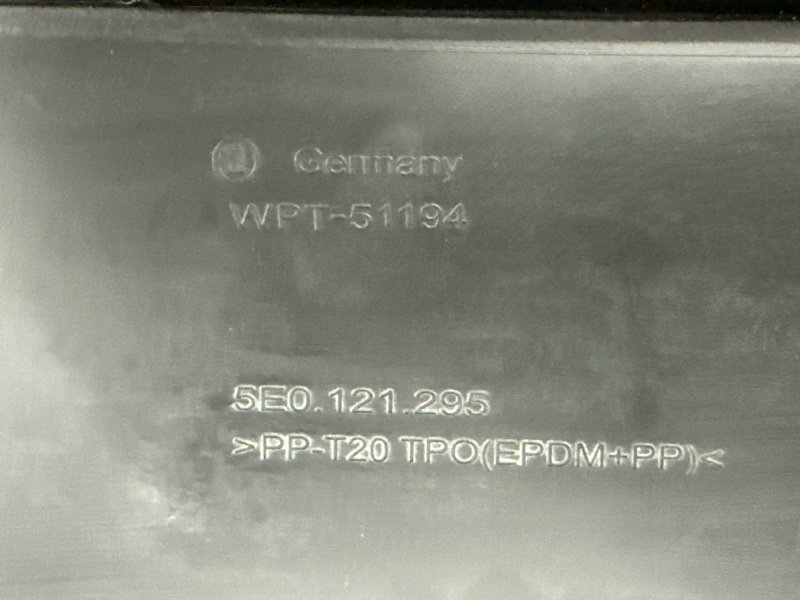 Germany
WPT-51194
5E0.121.295
>PP-T20 TPO(EPDM+PP)<